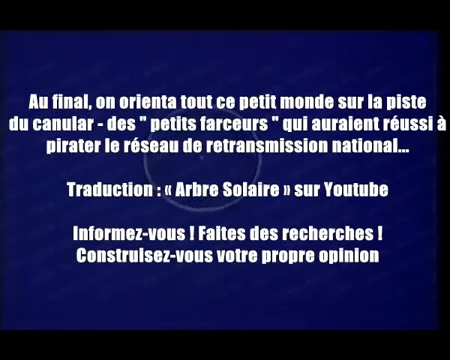 Au final, on orienta tout ce petit monde sur la piste
du canular - des " petits farceurs " qui auraient réussi à
pirater le réseau de retransmission national...
Traduction : « Arbre Solaire » sur Youtube
Informez-vous ! Faites des recherches !
Construisez-vous votre propre opinion